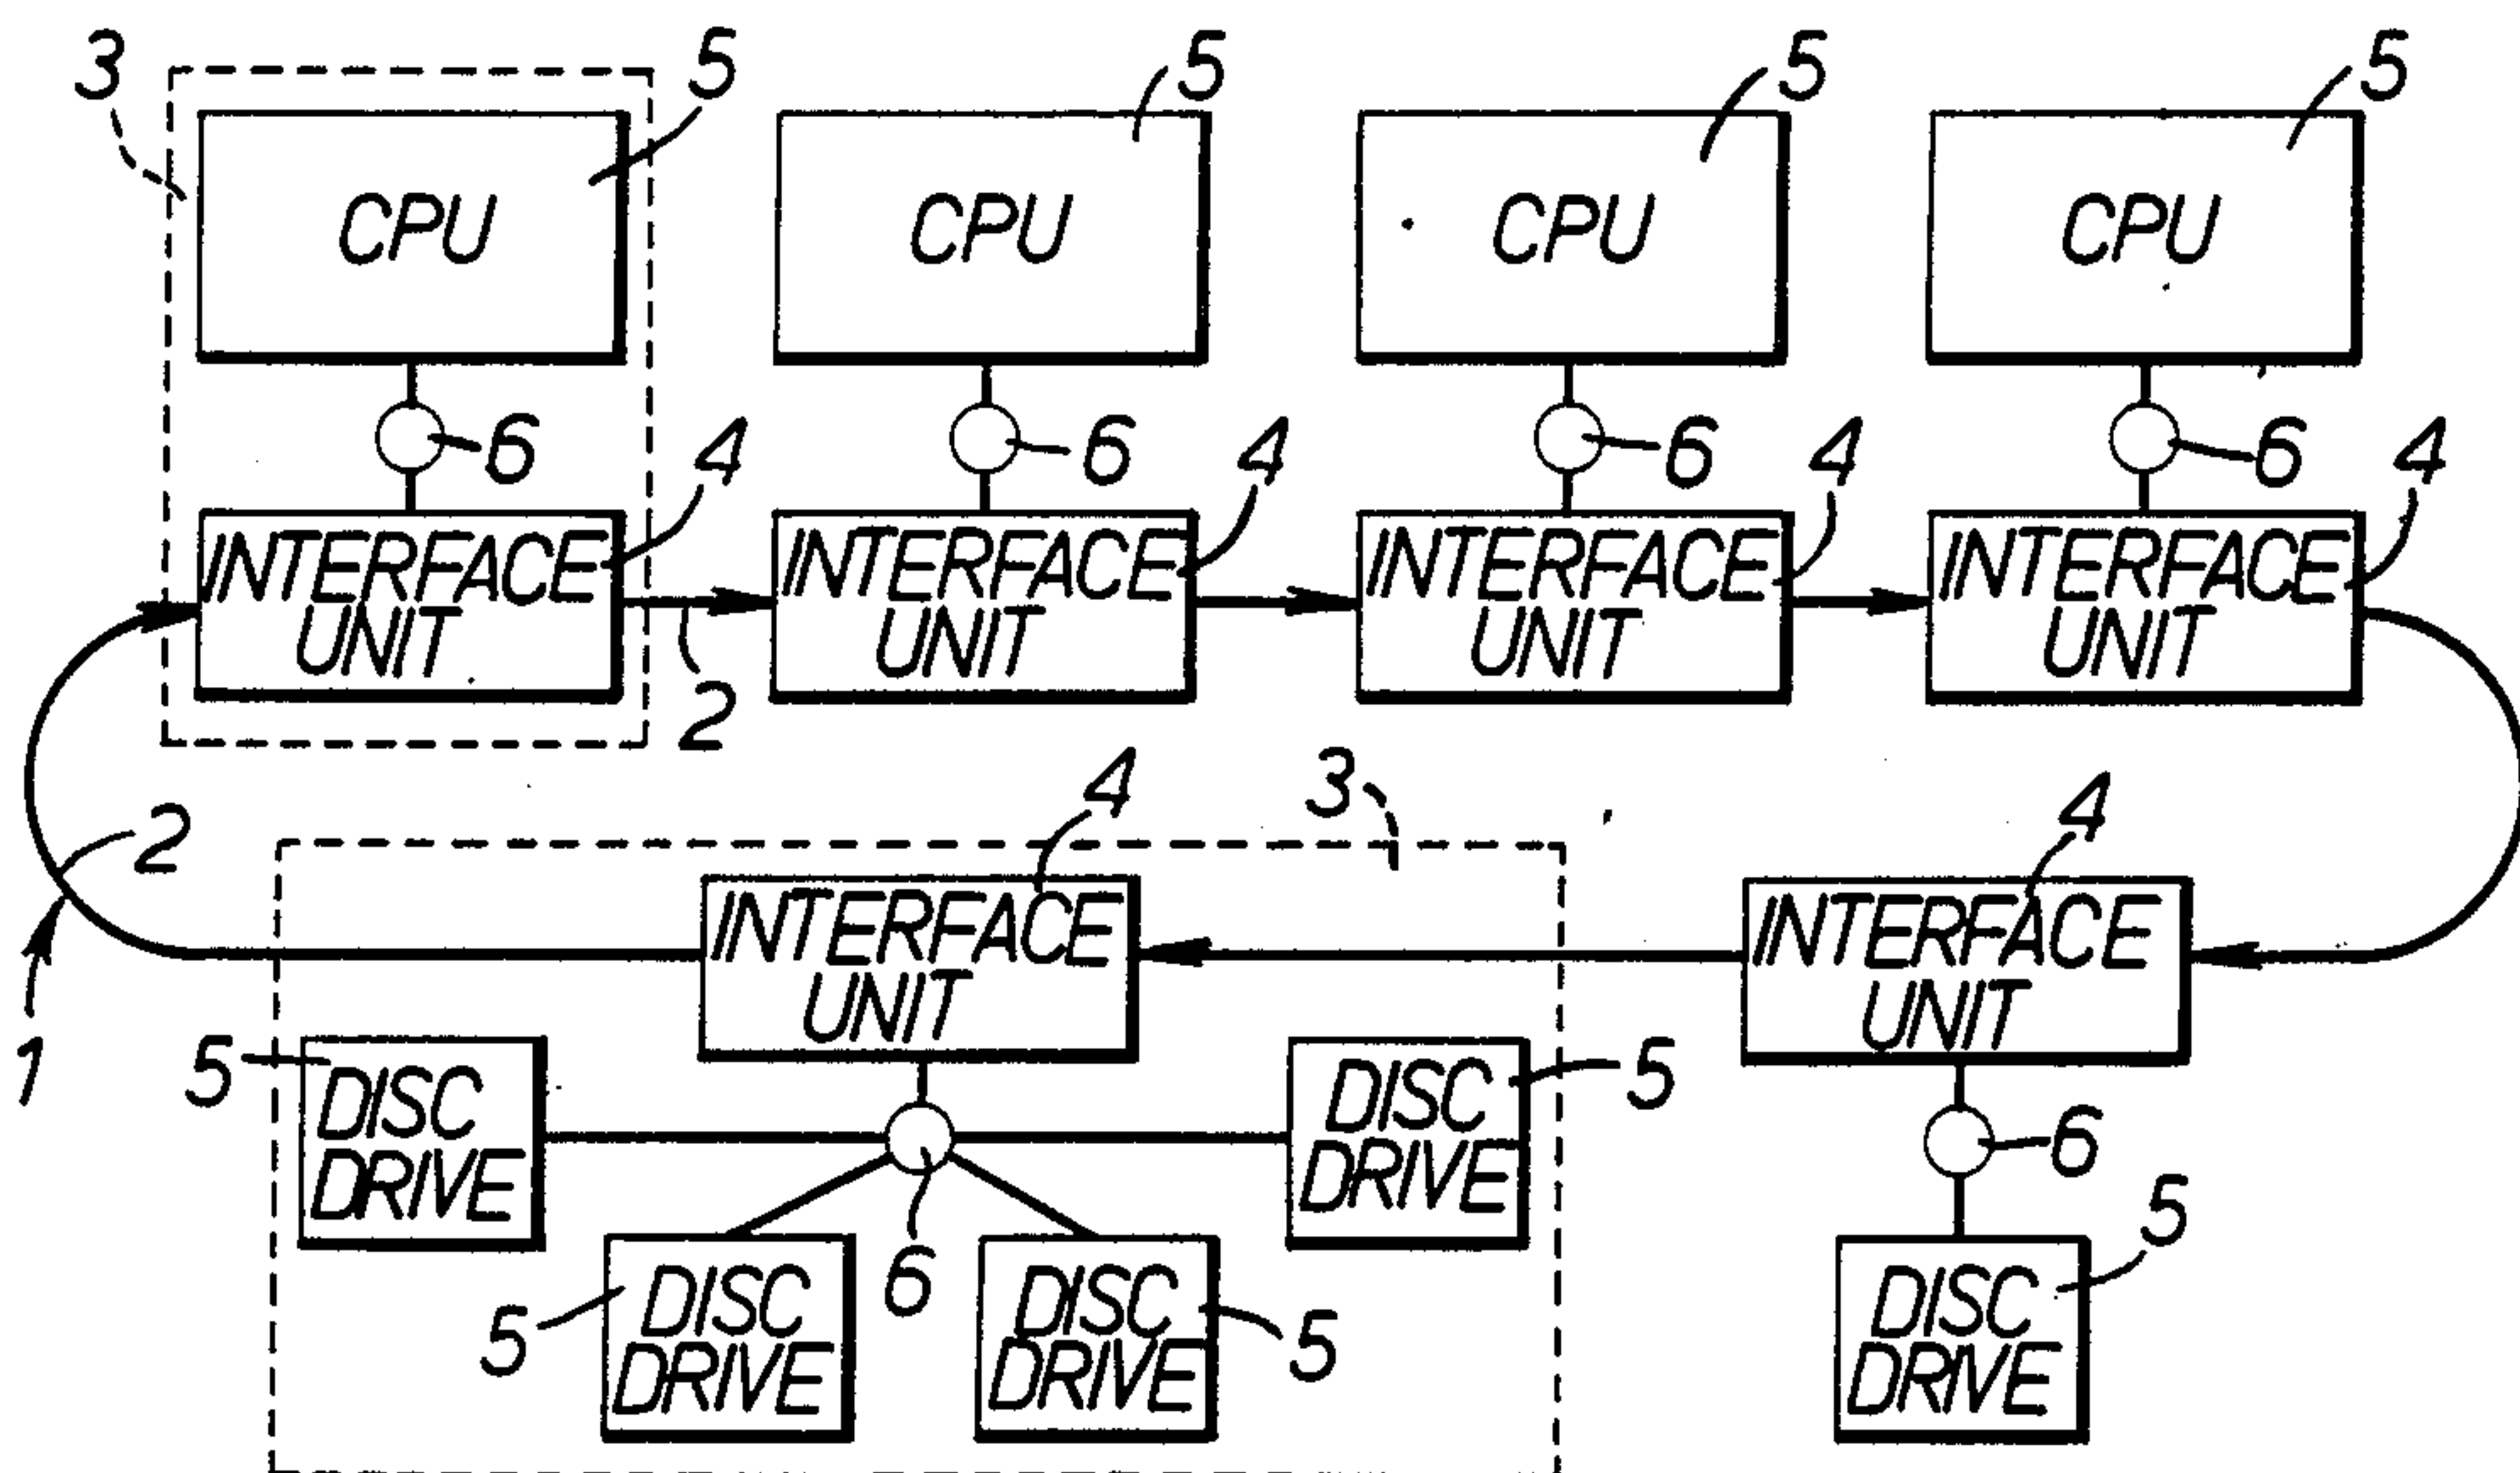 3
5
5
5
5
CPU
CPU
CPU
CPU
6
6
6
6
4
4
4
4
INTERFACE
UNIT
INTERFACE
UNIT
INTERFACE
UNIT
INTERFACE
UNIT
2
2
4
3
4
INTERFACE
UNIT
INTERFACE
UNIT
1
5
DISC
DRIVE
DISC
DRIVE
5
6
6
5
DISC
DRIVE
DISC
DRIVE
5
5
DISC
DRIVE